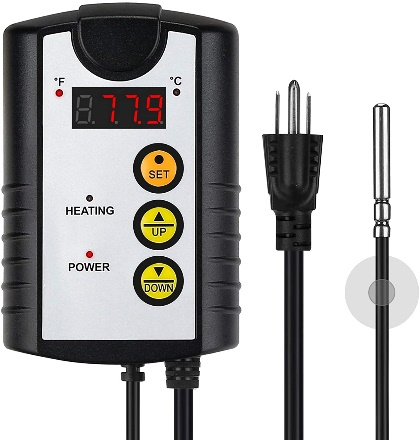 °F °C
77.9
SET
HEATING
UP
POWER
DOWN